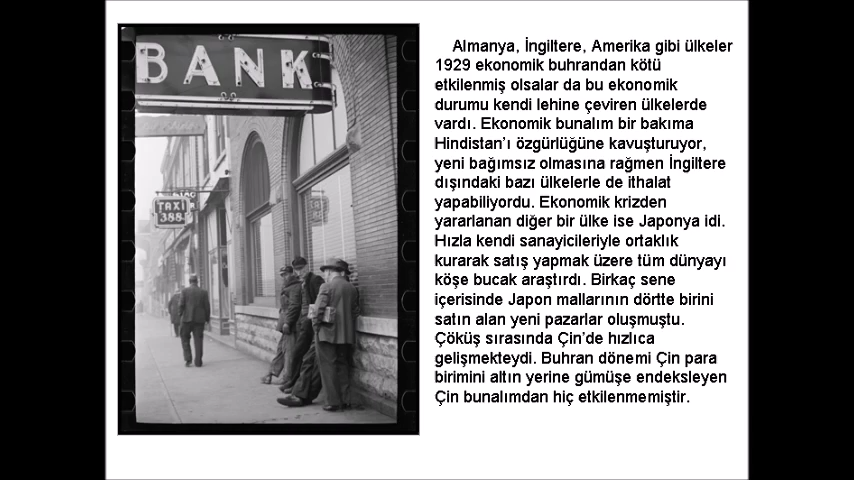 BANK
TAXI
388
Almanya, İngiltere, Amerika gibi ülkeler
1929 ekonomik buhrandan kötü
etkilenmiş olsalar da bu ekonomik
durumu kendi lehine çeviren ülkelerde
vardı. Ekonomik bunalım bir bakıma
Hindistan’ı özgürlüğüne kavuşturuyor,
yeni bağımsız olmasına rağmen İngiltere
dışındaki bazı ülkelerle de ithalat
yapabiliyordu. Ekonomik krizden
yararlanan diğer bir ülke ise Japonya idi.
Hızla kendi sanayicileriyle ortaklık
kurarak satış yapmak üzere tüm dünyayı
köşe bucak araştırdı. Birkaç sene
içerisinde Japon mallarının dörtte birini
satın alan yeni pazarlar oluşmuştu.
Çöküş sırasında Çin’de hızlıca
gelişmekteydi. Buhran dönemi Çin para
birimini altın yerine gümüşe endeksleyen
Çin bunalımdan hiç etkilenmemiştir.